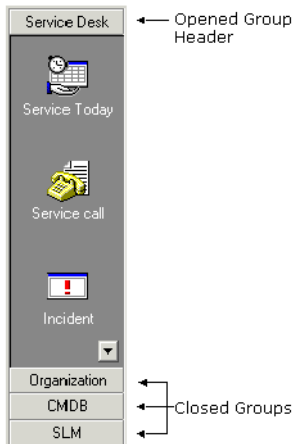 Service Desk
Opened Group
Header
Service Today
Service call
Incident
Organization
CMDB
Closed Groups
SLM